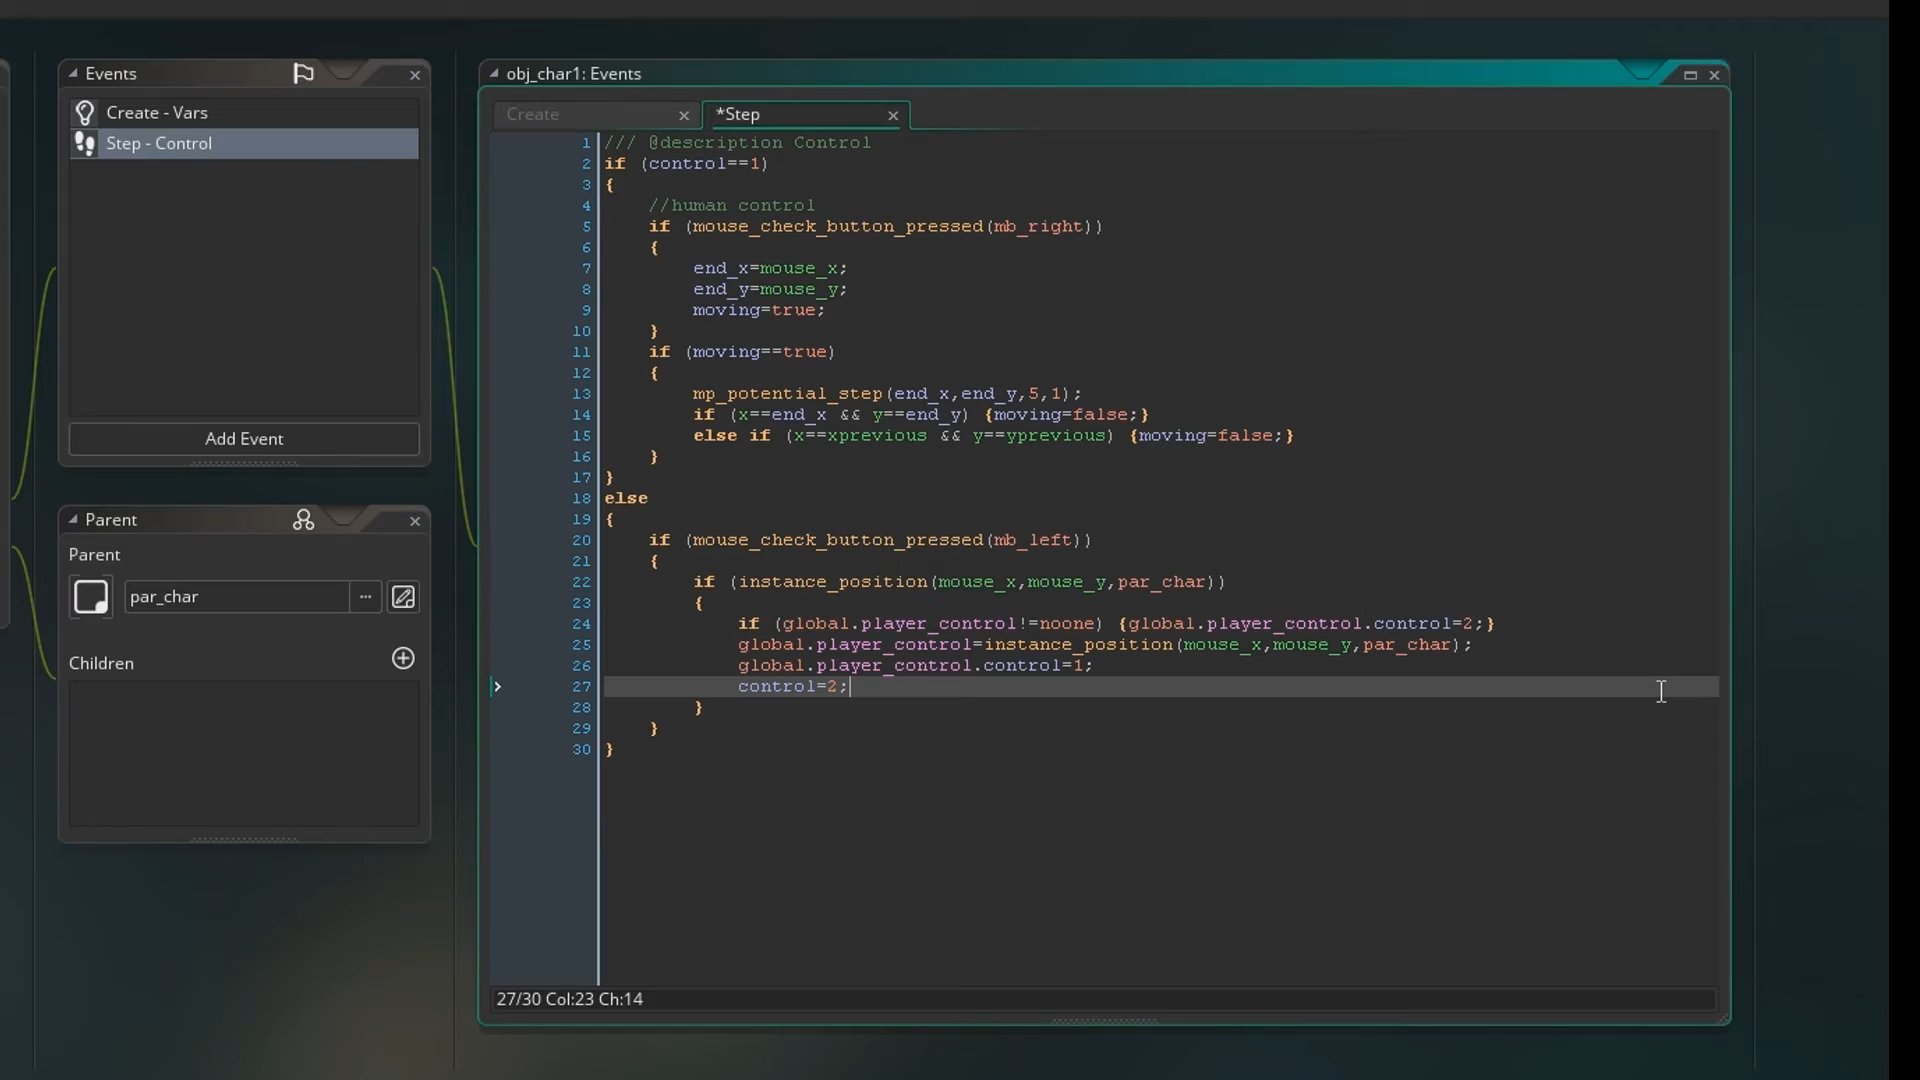 Events
Create - Vars
Step - Control
Add Event
Parent
Parent
par_char
...
Children
obj_char1: Events
Create
*Step
1 /// @description Control
2 if (control==1)
3 {
4 //human control
5 if (mouse_check_button_pressed(mb_right))
6 {
7 end_x=mouse_x;
8 end_y=mouse_y;
9 moving=true;
10 }
11 if (moving==true)
12 {
13 mp_potential_step(end_x,end_y,5,1);
14 if (x==end_x && y==end_y) {moving=false;}
15 else if (x==xprevious && y==yprevious) {moving=false;}
16 }
17 }
18 else
19 {
20 if (mouse_check_button_pressed(mb_left))
21 {
22 if (instance_position(mouse_x,mouse_y,par_char))
23 {
24 if (global.player_control!=noone) {global.player_control.control=2;}
25 global.player_control=instance_position(mouse_x,mouse_y,par_char);
26 global.player_control.control=1;
27 control=2;
28 }
29 }
30 }
27/30 Col:23 Ch:14